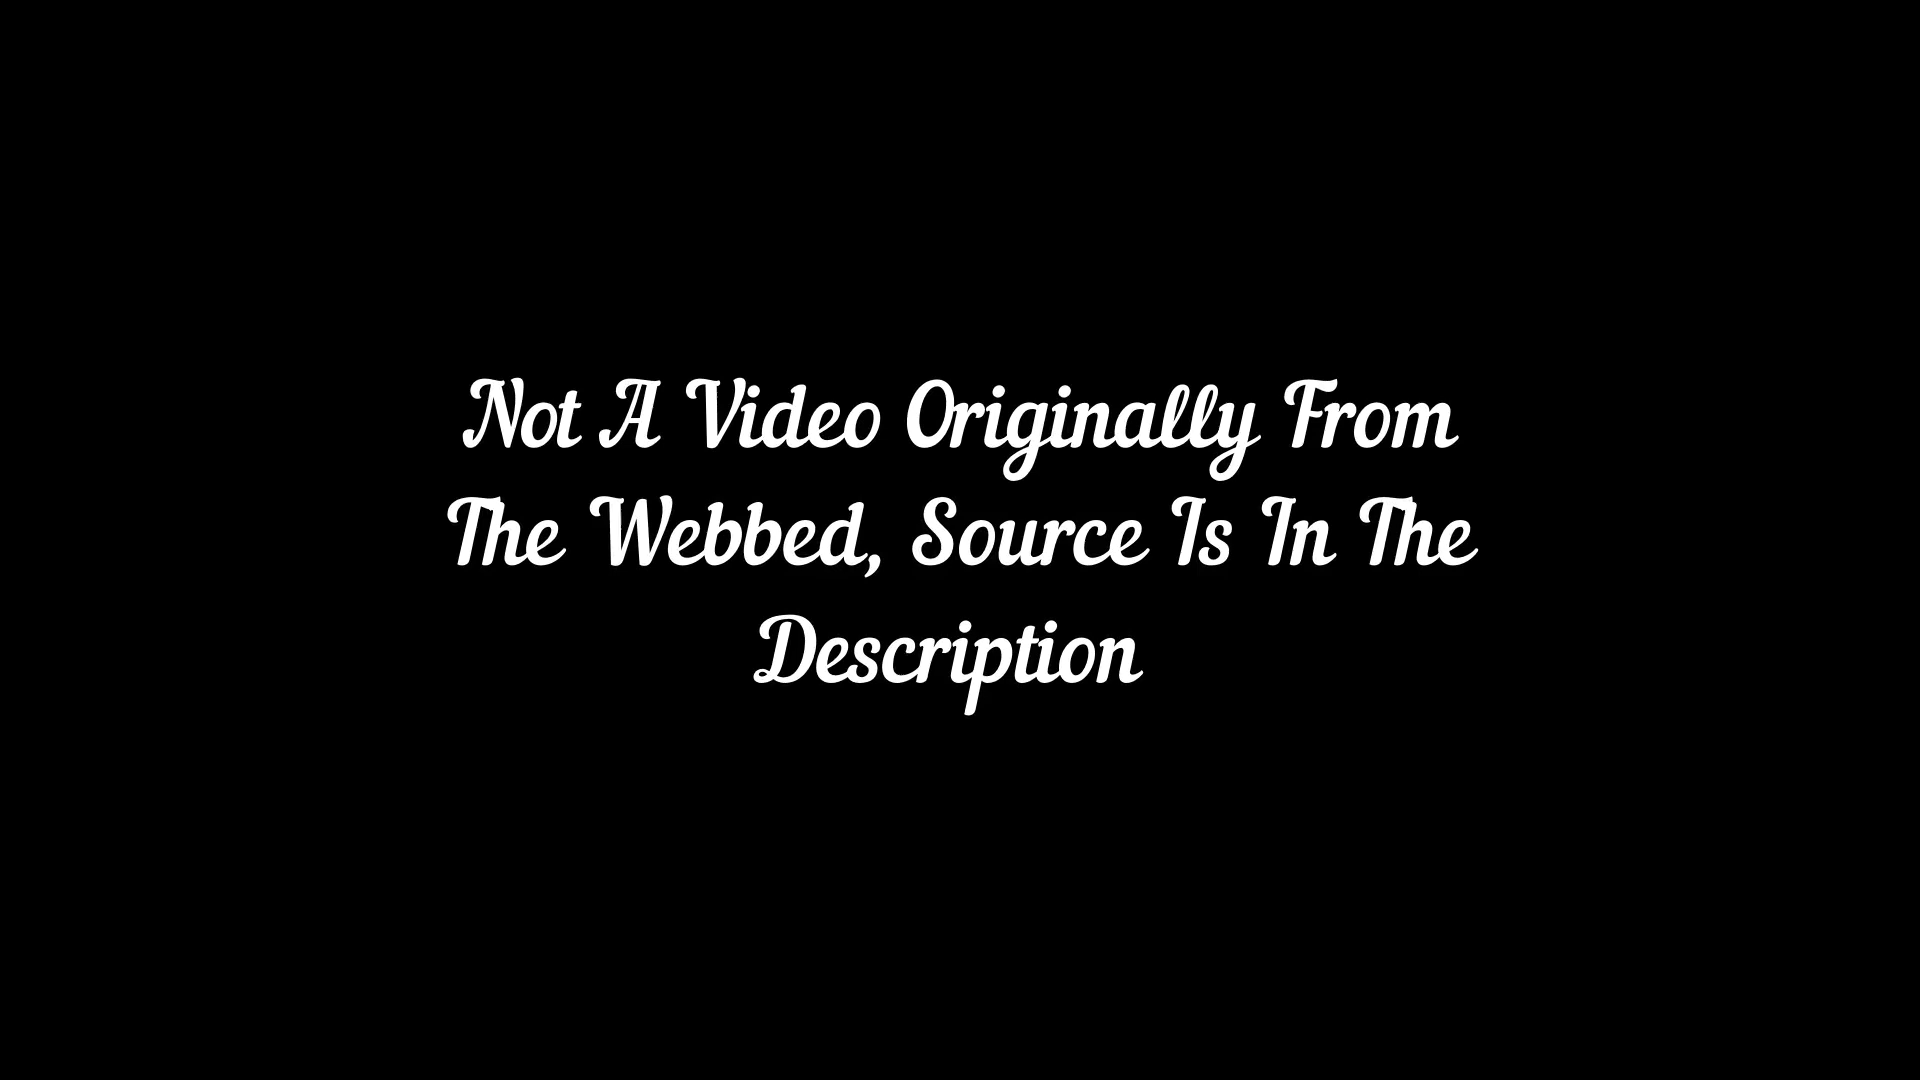 Not A Video Originally From
The Webbed, Source Is In The
Description